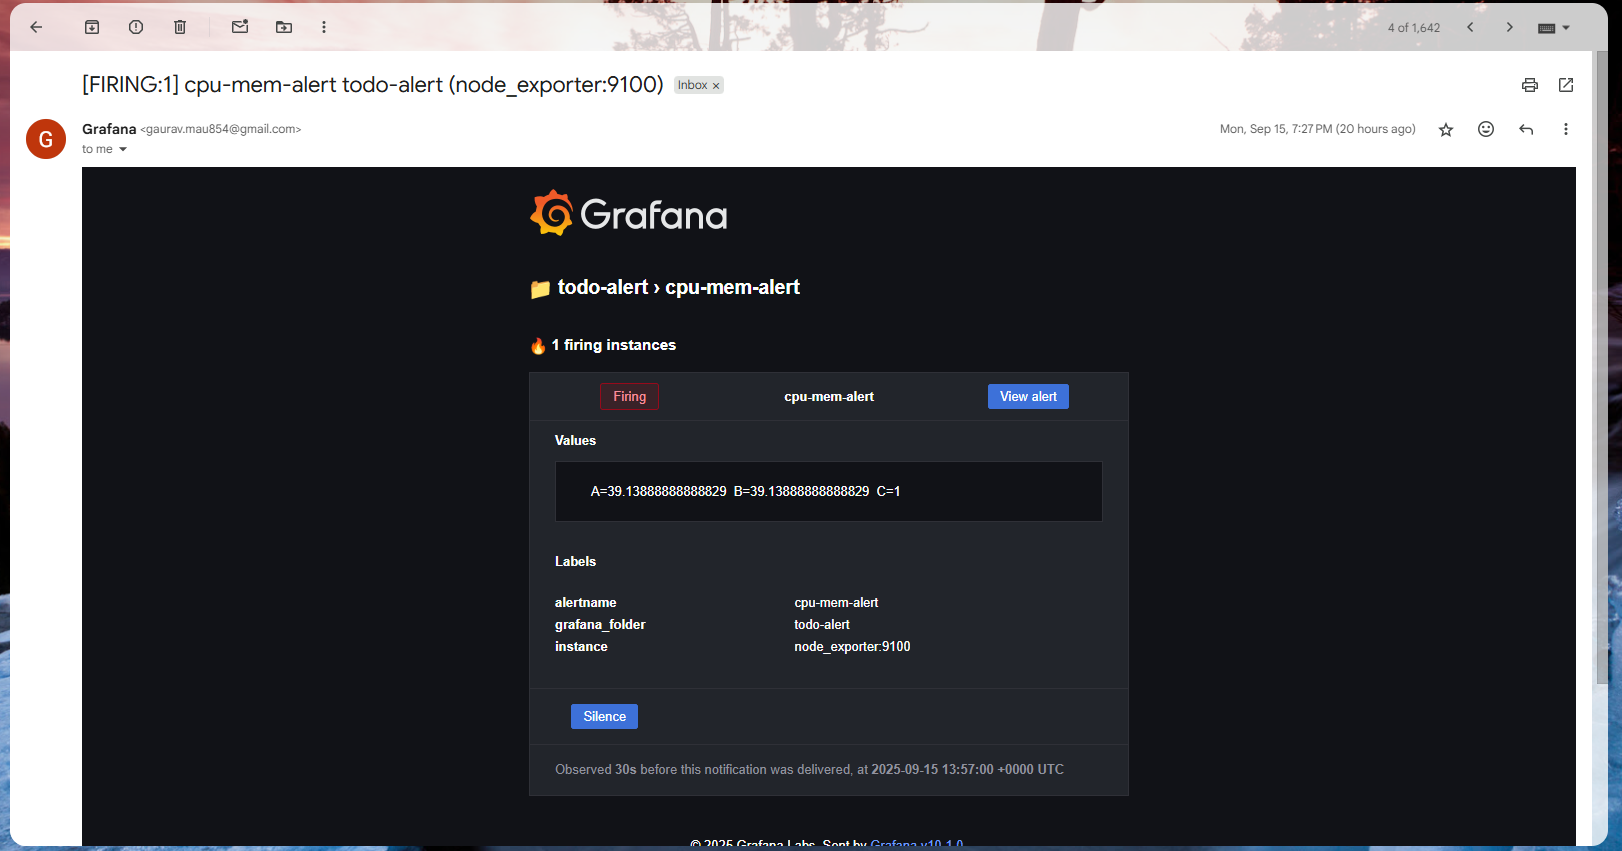 4 of 1,642
[FIRING:1] cpu-mem-alert todo-alert (node_exporter:9100) Inbox ×
G Grafana <gaurav.mau854@gmail.com> Mon, Sep 15, 7:27 PM (20 hours ago)
to me
Grafana
todo-alert › cpu-mem-alert
1 firing instances
Firing cpu-mem-alert View alert
Values
A=39.13888888888829 B=39.13888888888829 C=1
Labels
alertname cpu-mem-alert
grafana_folder todo-alert
instance node_exporter:9100
Silence
Observed 30s before this notification was delivered, at 2025-09-15 13:57:00 +0000 UTC
© 2025 Grafana Labs. Sent by Grafana v10.1.0